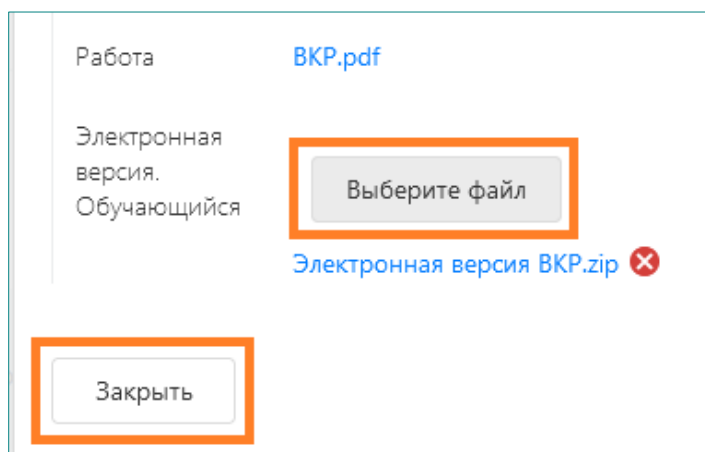 Работа ВКР.pdf
Электронная
версия.
Обучающийся
Выберите файл
Электронная версия ВКР.zip
Закрыть